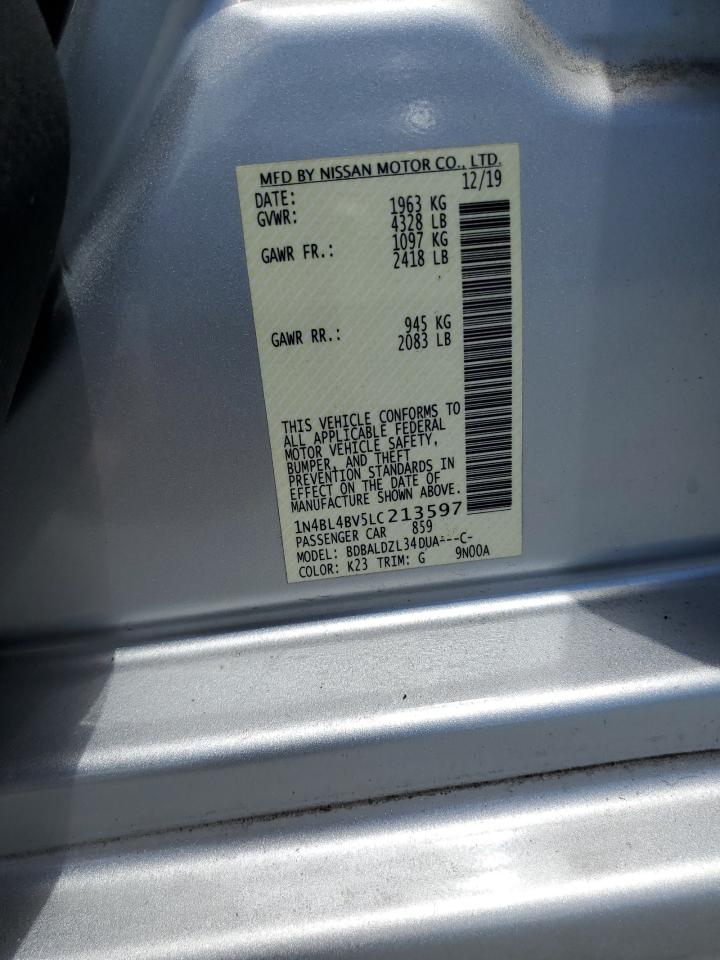 MFD BY NISSAN MOTOR CO., LTD.
DATE: 12/19
GVWR: 1963 KG
4328 LB
GAWR FR.: 1097 KG
2418 LB
GAWR RR.: 945 KG
2083 LB
THIS VEHICLE CONFORMS TO
ALL APPLICABLE FEDERAL
MOTOR VEHICLE SAFETY,
BUMPER, AND THEFT
PREVENTION STANDARDS IN
EFFECT ON THE DATE OF
MANUFACTURE SHOWN ABOVE.
1N4BL4BV5LC213597
PASSENGER CAR 859
MODEL: BDBALDZL34DUA---C-
COLOR: K23 TRIM: G 9N00A